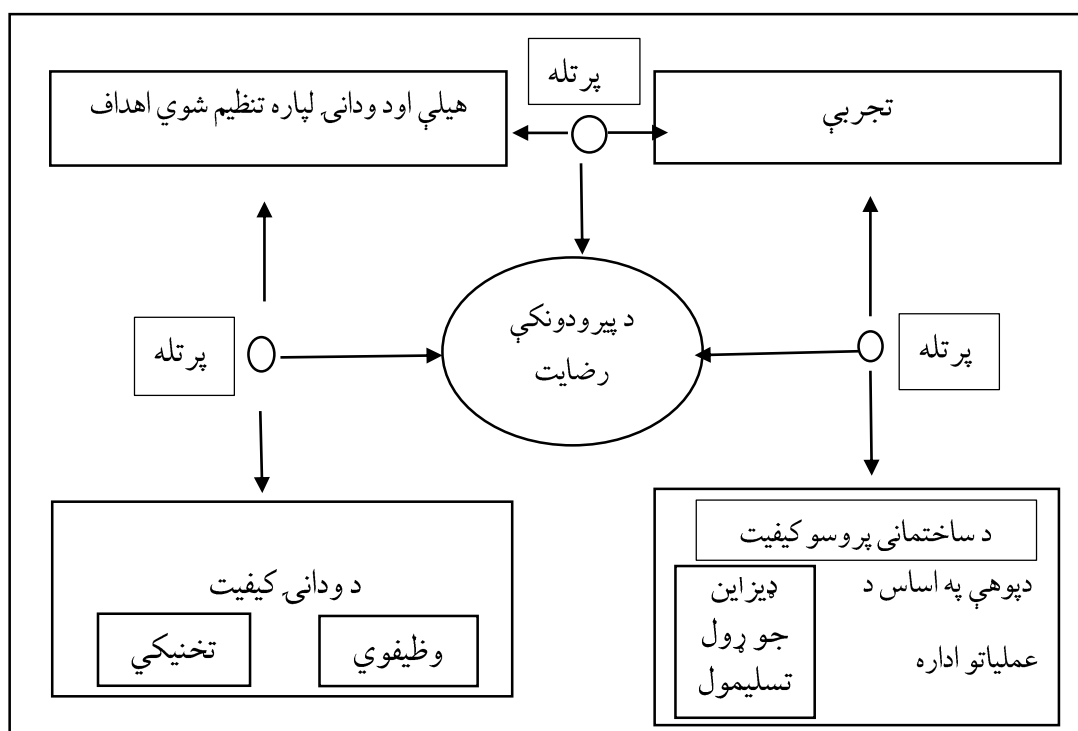 پرتله
هیلې اود ودانۍ لپاره تنظیم شوي اهداف
تجربې
د پیرودونکې
رضایت
پرتله
پرتله
د ساختمانی پروسو کیفیت
دپوهې په اساس د
عملیاتو اداره
ډیزاین
جوړول
تسلیمول
د ودانۍ کیفیت
وظیفوي
تخنیکي